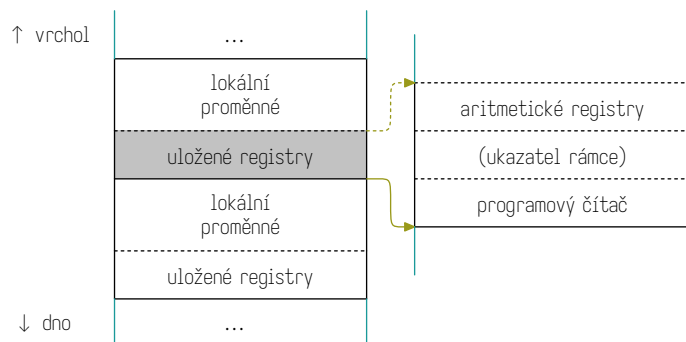 ↑ vrchol
...
lokální
proměnné
uložené registry
lokální
proměnné
uložené registry
↓ dno
...
aritmetické registry
(ukazatel rámce)
programový čítač